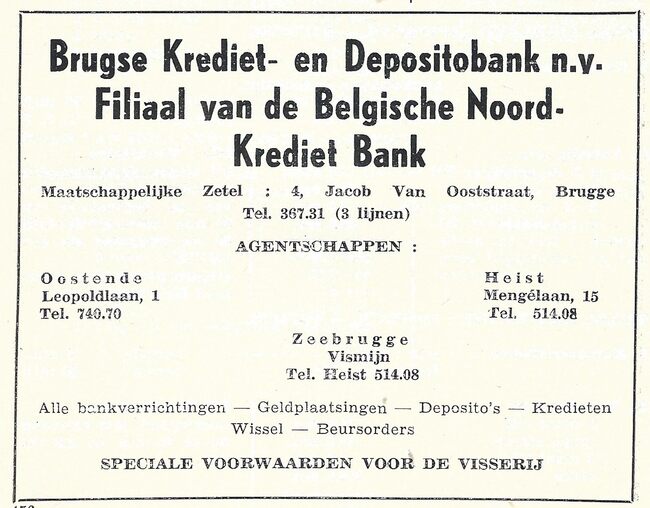 Brugse Krediet- en Depositobank n.v.
Filiaal van de Belgische Noord-
Krediet Bank
Maatschappelijke Zetel : 4, Jacob Van Ooststraat, Brugge
Tel. 367.31 (3 lijnen)
AGENTSCHAPPEN :
Oostende
Leopoldlaan, 1
Tel. 740.70
Heist
Mengélaan, 15
Tel. 514.08
Zeebrugge
Vismijn
Tel. Heist 514.08
Alle bankverrichtingen — Geldplaatsingen — Deposito's — Kredieten
Wissel — Beursorders
SPECIALE VOORWAARDEN VOOR DE VISSERIJ